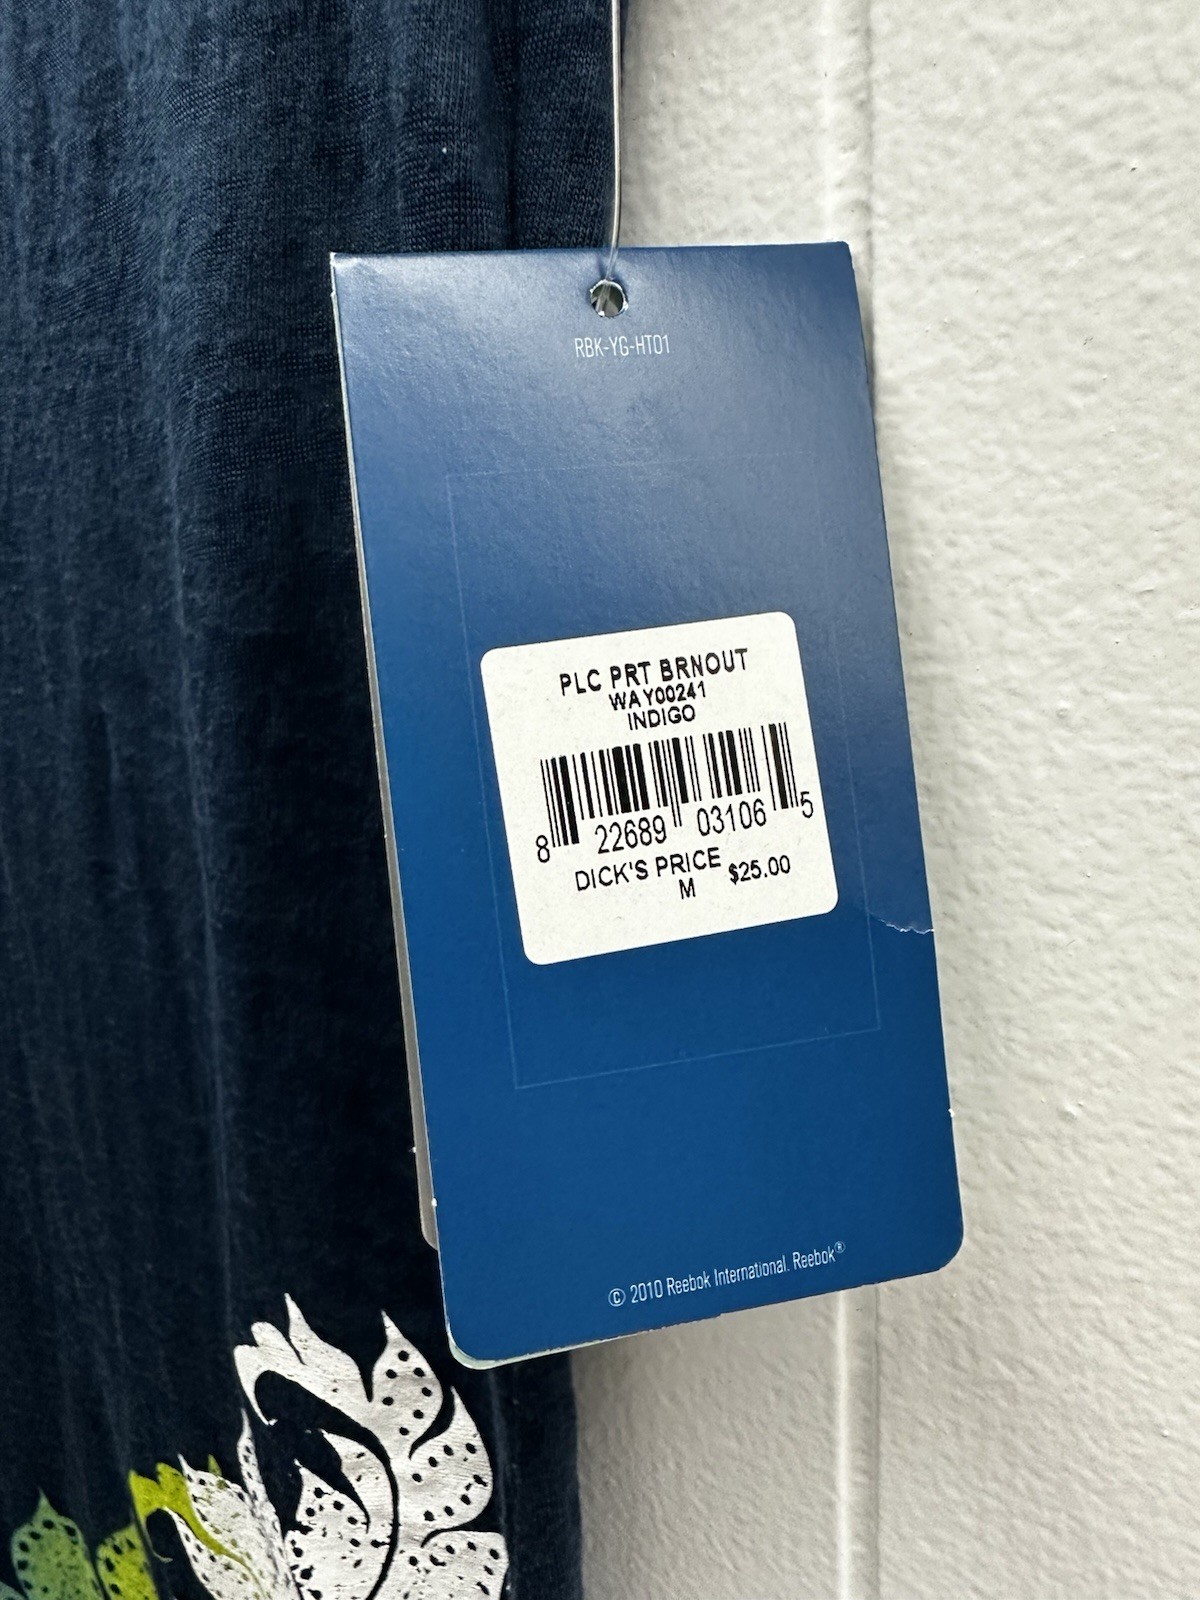 RBK-YG-HT01
PLC PRT BRNOUT
WAY00241
INDIGO
8 22689 03106 5
DICK'S PRICE $25.00
M
© 2010 Reebok International. Reebok®